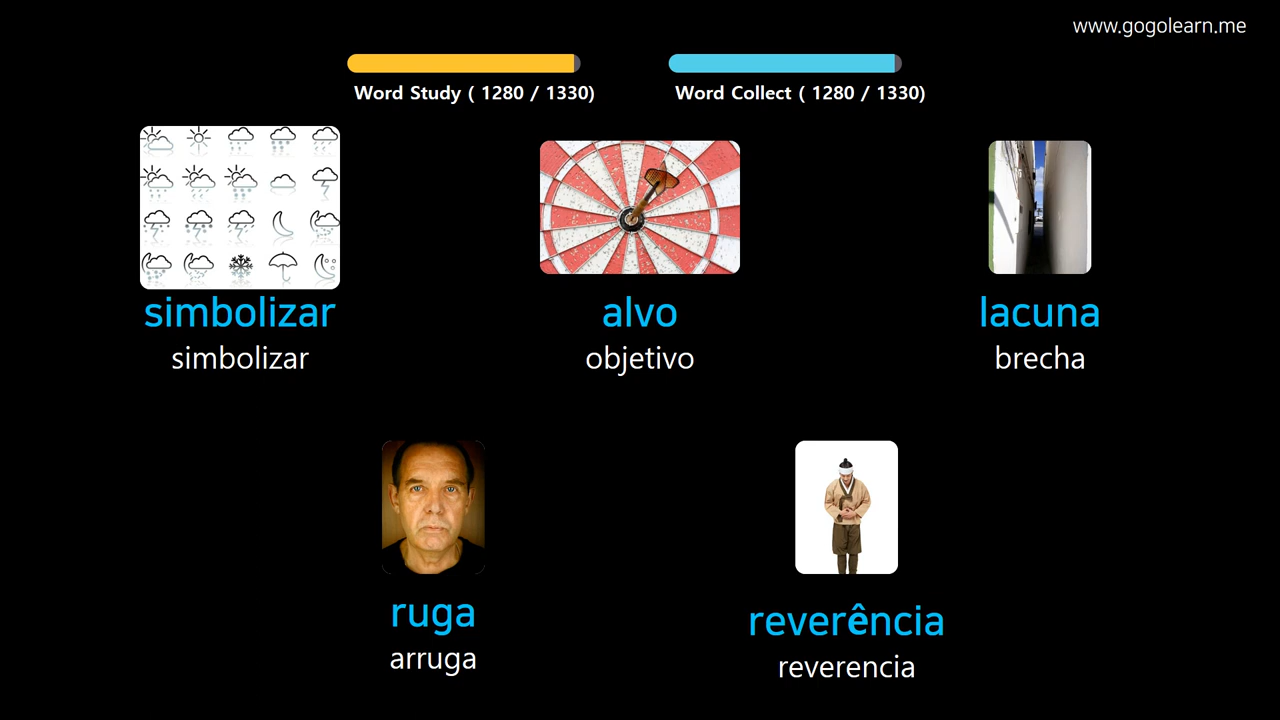 www.gogolearn.me
Word Study ( 1280 / 1330)
Word Collect ( 1280 / 1330)
simbolizar
simbolizar
alvo
objetivo
lacuna
brecha
ruga
arruga
reverência
reverencia